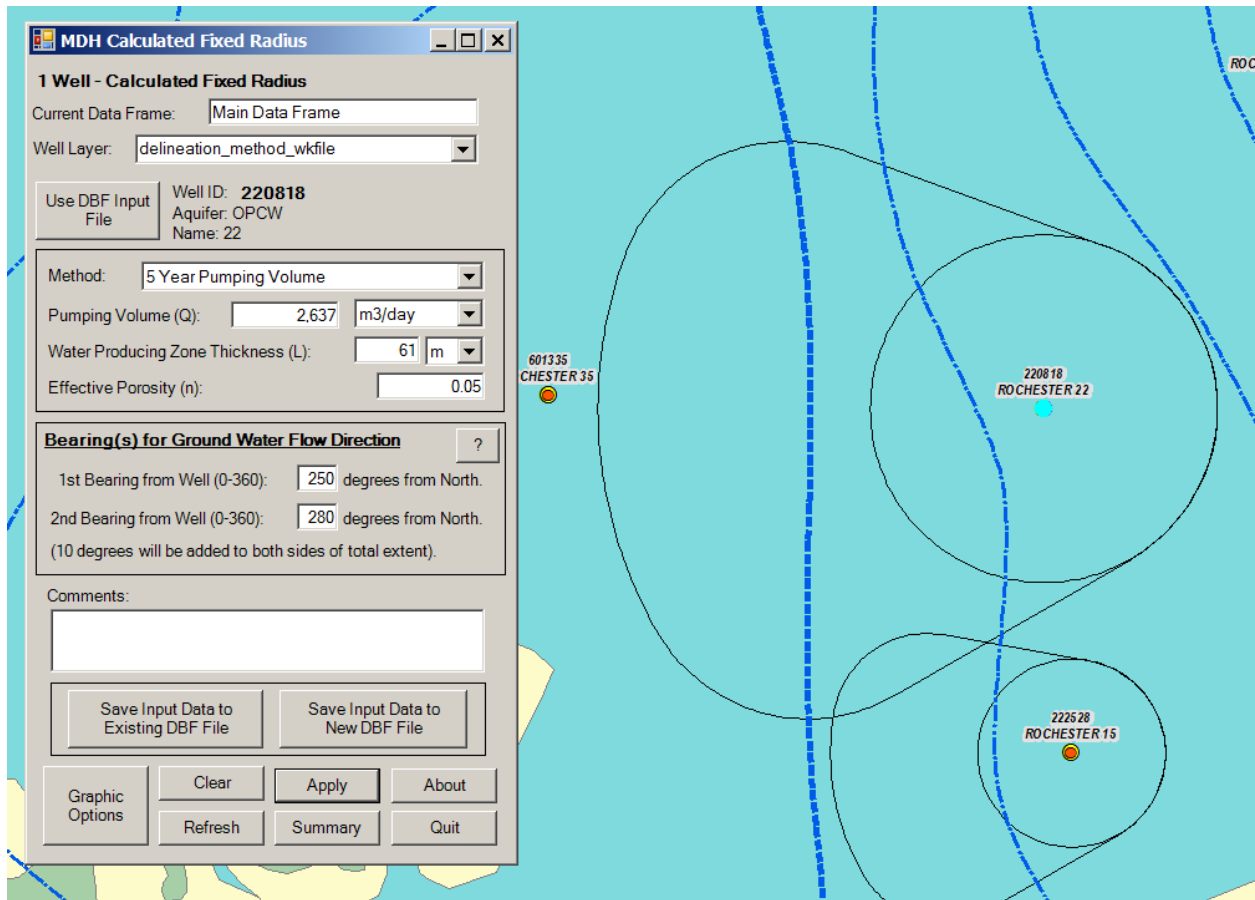 MDH Calculated Fixed Radius
1 Well - Calculated Fixed Radius
Current Data Frame: Main Data Frame
Well Layer: delineation_method_wkfile
Use DBF Input
File
Well ID: 220818
Aquifer: OPCW
Name: 22
Method: 5 Year Pumping Volume
Pumping Volume (Q): 2,637 m3/day
Water Producing Zone Thickness (L): 61 m
Effective Porosity (n): 0.05
Bearing(s) for Ground Water Flow Direction ?
1st Bearing from Well (0-360): 250 degrees from North.
2nd Bearing from Well (0-360): 280 degrees from North.
(10 degrees will be added to both sides of total extent).
Comments:
Save Input Data to
Existing DBF File
Save Input Data to
New DBF File
Graphic
Options
Clear
Apply
About
Refresh
Summary
Quit
ROC
601335
CHESTER 35
220818
ROCHESTER 22
222528
ROCHESTER 15